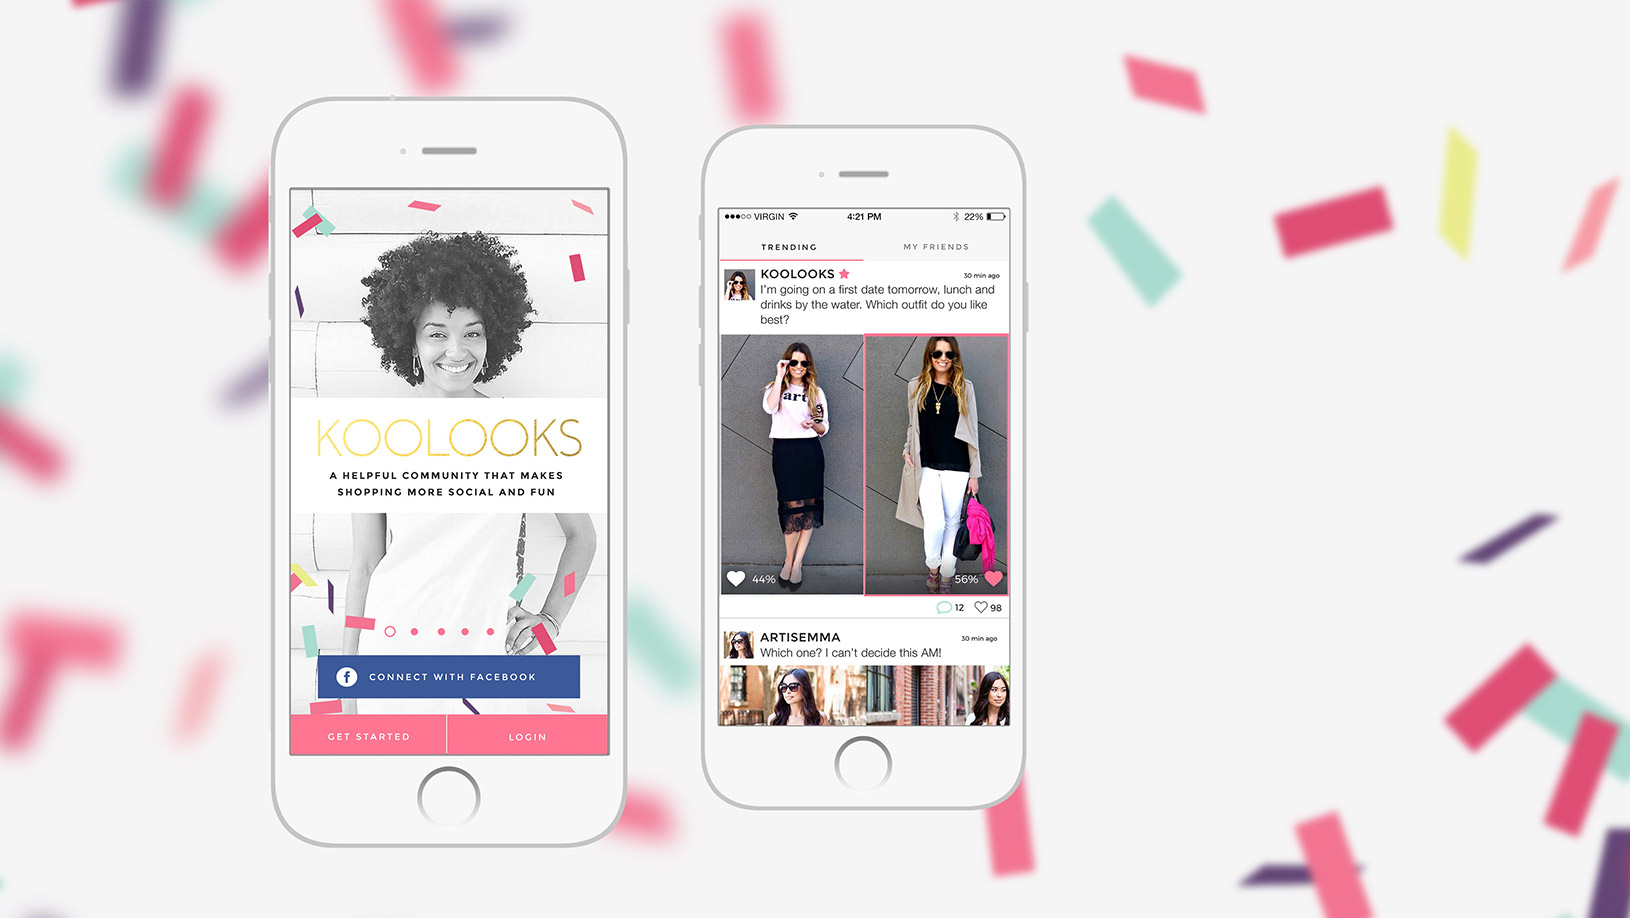 KOOLOOKS
A HELPFUL COMMUNITY THAT MAKES
SHOPPING MORE SOCIAL AND FUN
f CONNECT WITH FACEBOOK
GET STARTED
LOGIN
VIRGIN 4:21 PM 22%
TRENDING MY FRIENDS
KOOLOOKS 30 min ago
I'm going on a first date tomorrow, lunch and
drinks by the water. Which outfit do you like
best?
art
44% 56%
12 98
ARTISEMMA 30 min ago
Which one? I can't decide this AM!